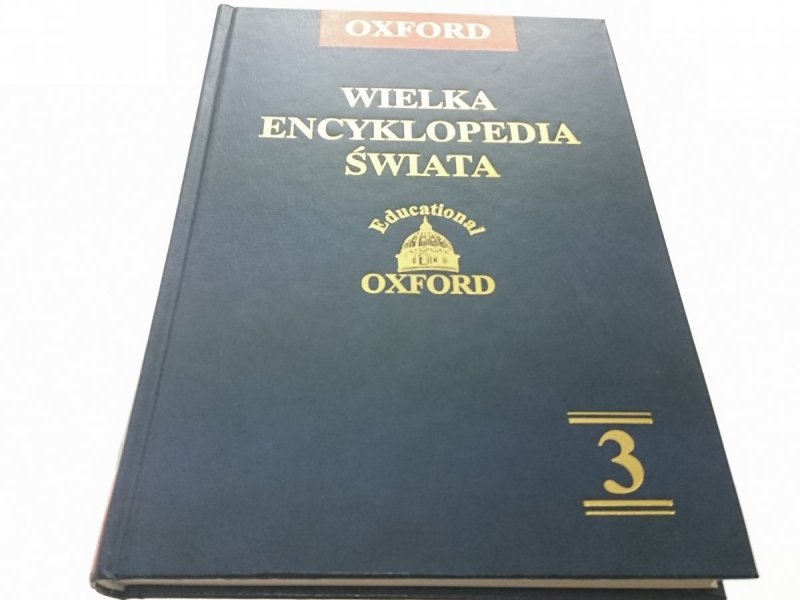 OXFORD
WIELKA
ENCYKLOPEDIA
ŚWIATA
Educational
OXFORD
3